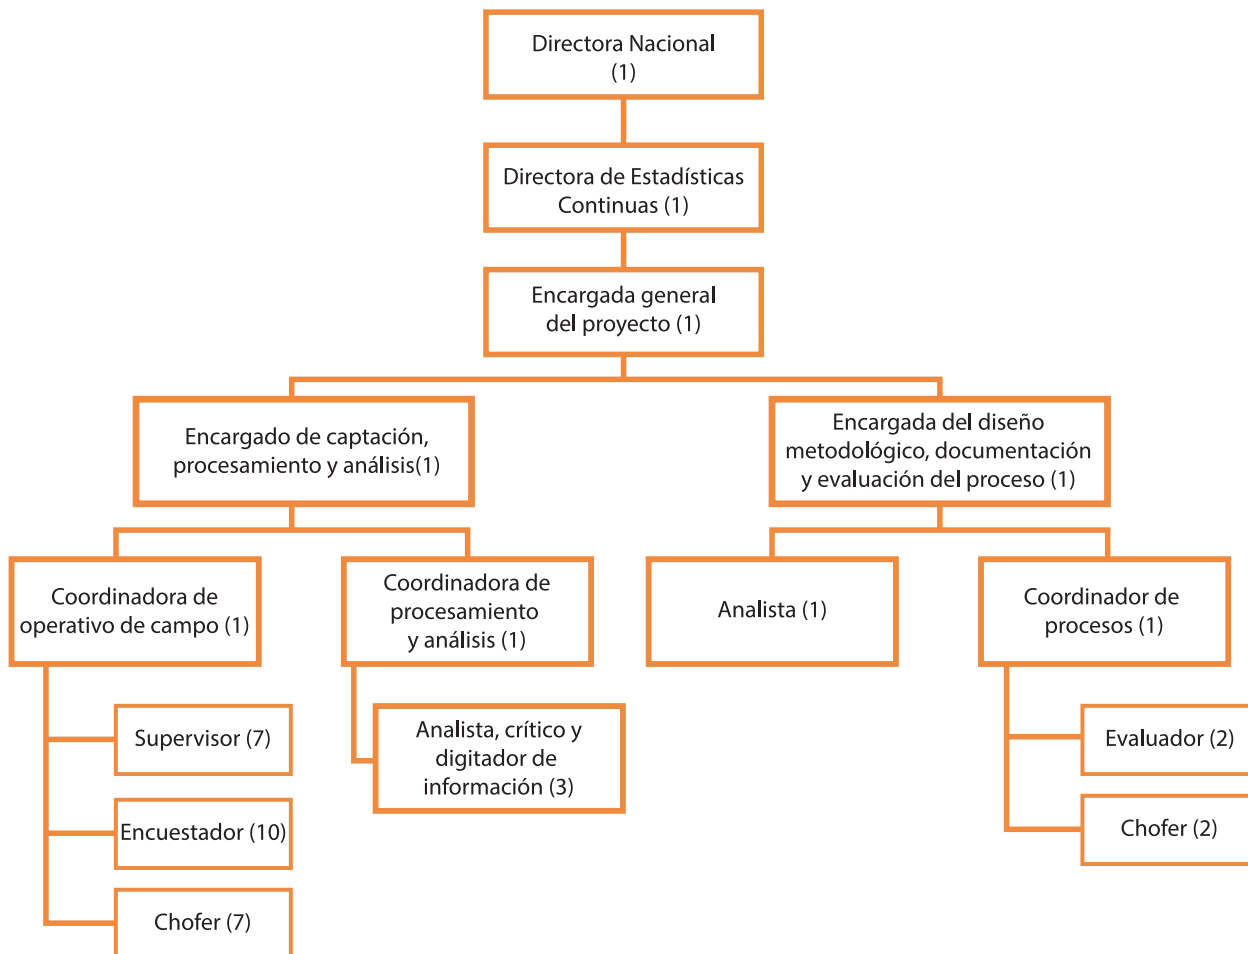 Directora Nacional
(1)
Directora de Estadísticas
Continuas (1)
Encargada general
del proyecto (1)
Encargado de captación,
procesamiento y análisis(1)
Encargada del diseño
metodológico, documentación
y evaluación del proceso (1)
Coordinadora de
operativo de campo (1)
Coordinadora de
procesamiento
y análisis (1)
Analista (1)
Coordinador de
procesos (1)
Supervisor (7)
Encuestador (10)
Chofer (7)
Analista, crítico y
digitador de
información (3)
Evaluador (2)
Chofer (2)